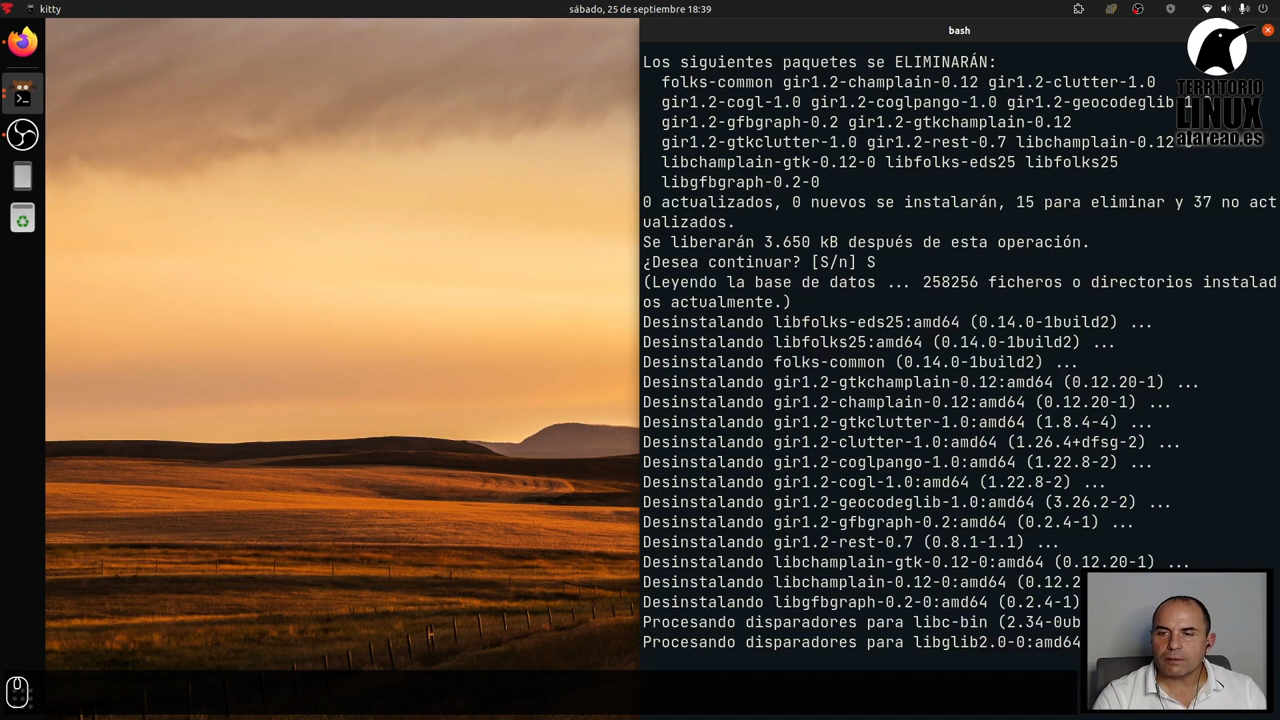 kitty
sábado, 25 de septiembre 18:39
bash
TERRITORIO
LINUX
atareao.es
Los siguientes paquetes se ELIMINARÁN:
folks-common gir1.2-champlain-0.12 gir1.2-clutter-1.0
gir1.2-cogl-1.0 gir1.2-coglpango-1.0 gir1.2-geocodeglib-1.0
gir1.2-gfbgraph-0.2 gir1.2-gtkchamplain-0.12
gir1.2-gtkclutter-1.0 gir1.2-rest-0.7 libchamplain-0.12-0
libchamplain-gtk-0.12-0 libfolks-eds25 libfolks25
libgfbgraph-0.2-0
0 actualizados, 0 nuevos se instalarán, 15 para eliminar y 37 no act
ualizados.
Se liberarán 3.650 kB después de esta operación.
¿Desea continuar? [S/n] S
(Leyendo la base de datos ... 258256 ficheros o directorios instalad
os actualmente.)
Desinstalando libfolks-eds25:amd64 (0.14.0-1build2) ...
Desinstalando libfolks25:amd64 (0.14.0-1build2) ...
Desinstalando folks-common (0.14.0-1build2) ...
Desinstalando gir1.2-gtkchamplain-0.12:amd64 (0.12.20-1) ...
Desinstalando gir1.2-champlain-0.12:amd64 (0.12.20-1) ...
Desinstalando gir1.2-gtkclutter-1.0:amd64 (1.8.4-4) ...
Desinstalando gir1.2-clutter-1.0:amd64 (1.26.4+dfsg-2) ...
Desinstalando gir1.2-coglpango-1.0:amd64 (1.22.8-2) ...
Desinstalando gir1.2-cogl-1.0:amd64 (1.22.8-2) ...
Desinstalando gir1.2-geocodeglib-1.0:amd64 (3.26.2-2) ...
Desinstalando gir1.2-gfbgraph-0.2:amd64 (0.2.4-1) ...
Desinstalando gir1.2-rest-0.7 (0.8.1-1.1) ...
Desinstalando libchamplain-gtk-0.12-0:amd64 (0.12.20-1) ...
Desinstalando libchamplain-0.12-0:amd64 (0.12.2
Desinstalando libgfbgraph-0.2-0:amd64 (0.2.4-1)
Procesando disparadores para libc-bin (2.34-0ub
Procesando disparadores para libglib2.0-0:amd64